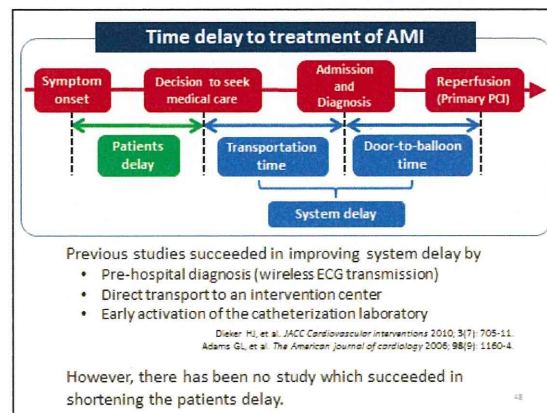 Time delay to treatment of AMI
Symptom
onset
Decision to seek
medical care
Admission
and
Diagnosis
Reperfusion
(Primary PCI)
Patients
delay
Transportation
time
Door-to-balloon
time
System delay
Previous studies succeeded in improving system delay by
• Pre-hospital diagnosis (wireless ECG transmission)
• Direct transport to an intervention center
• Early activation of the catheterization laboratory
Dieker HJ, et al. JACC Cardiovascular interventions 2010; 3(7): 705-11.
Adams GL, et al. The American journal of cardiology 2006; 98(9): 1160-4.
However, there has been no study which succeeded in
shortening the patients delay.
48